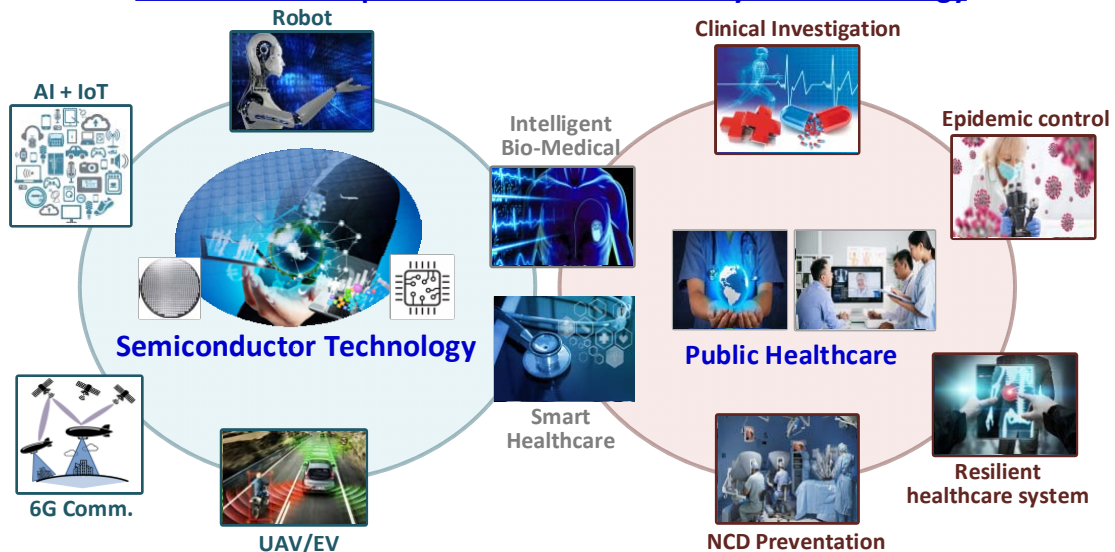 Robot
Clinical Investigation
AI + IoT
Intelligent
Bio-Medical
Epidemic control
Semiconductor Technology
Public Healthcare
Smart
Healthcare
6G Comm.
UAV/EV
NCD Preventation
Resilient
healthcare system